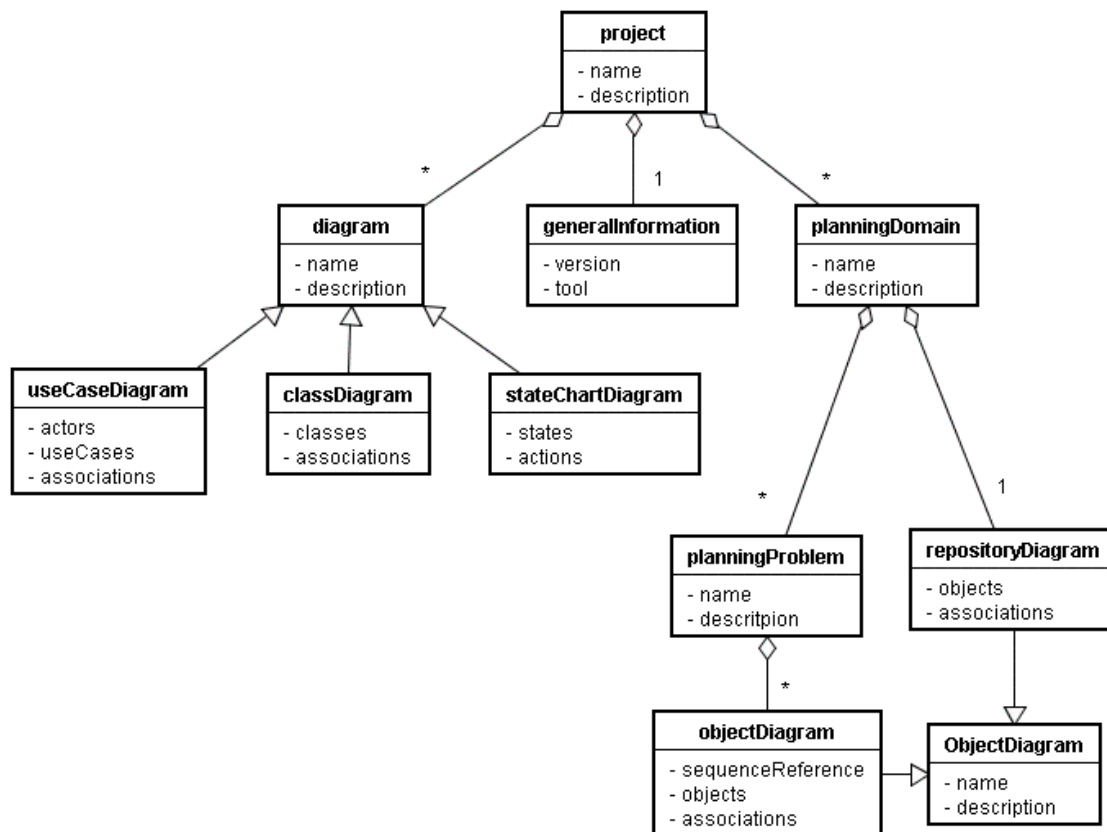 project
- name
- description
*
1
*
diagram
- name
- description
generalInformation
- version
- tool
planningDomain
- name
- description
useCaseDiagram
- actors
- useCases
- associations
classDiagram
- classes
- associations
stateChartDiagram
- states
- actions
*
1
planningProblem
- name
- descritpion
repositoryDiagram
- objects
- associations
*
objectDiagram
- sequenceReference
- objects
- associations
ObjectDiagram
- name
- description